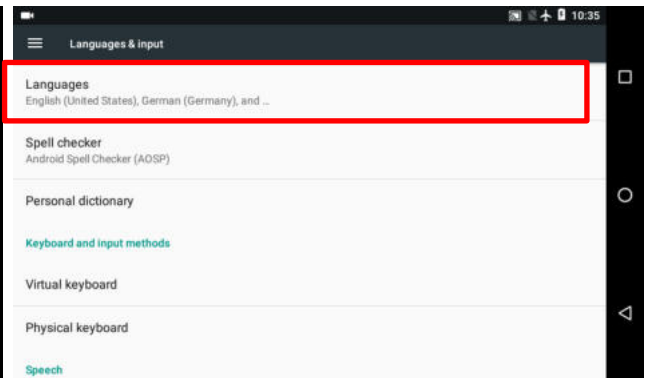 10:35
Languages & input
Languages
English (United States), German (Germany), and ...
Spell checker
Android Spell Checker (AOSP)
Personal dictionary
Keyboard and input methods
Virtual keyboard
Physical keyboard
Speech